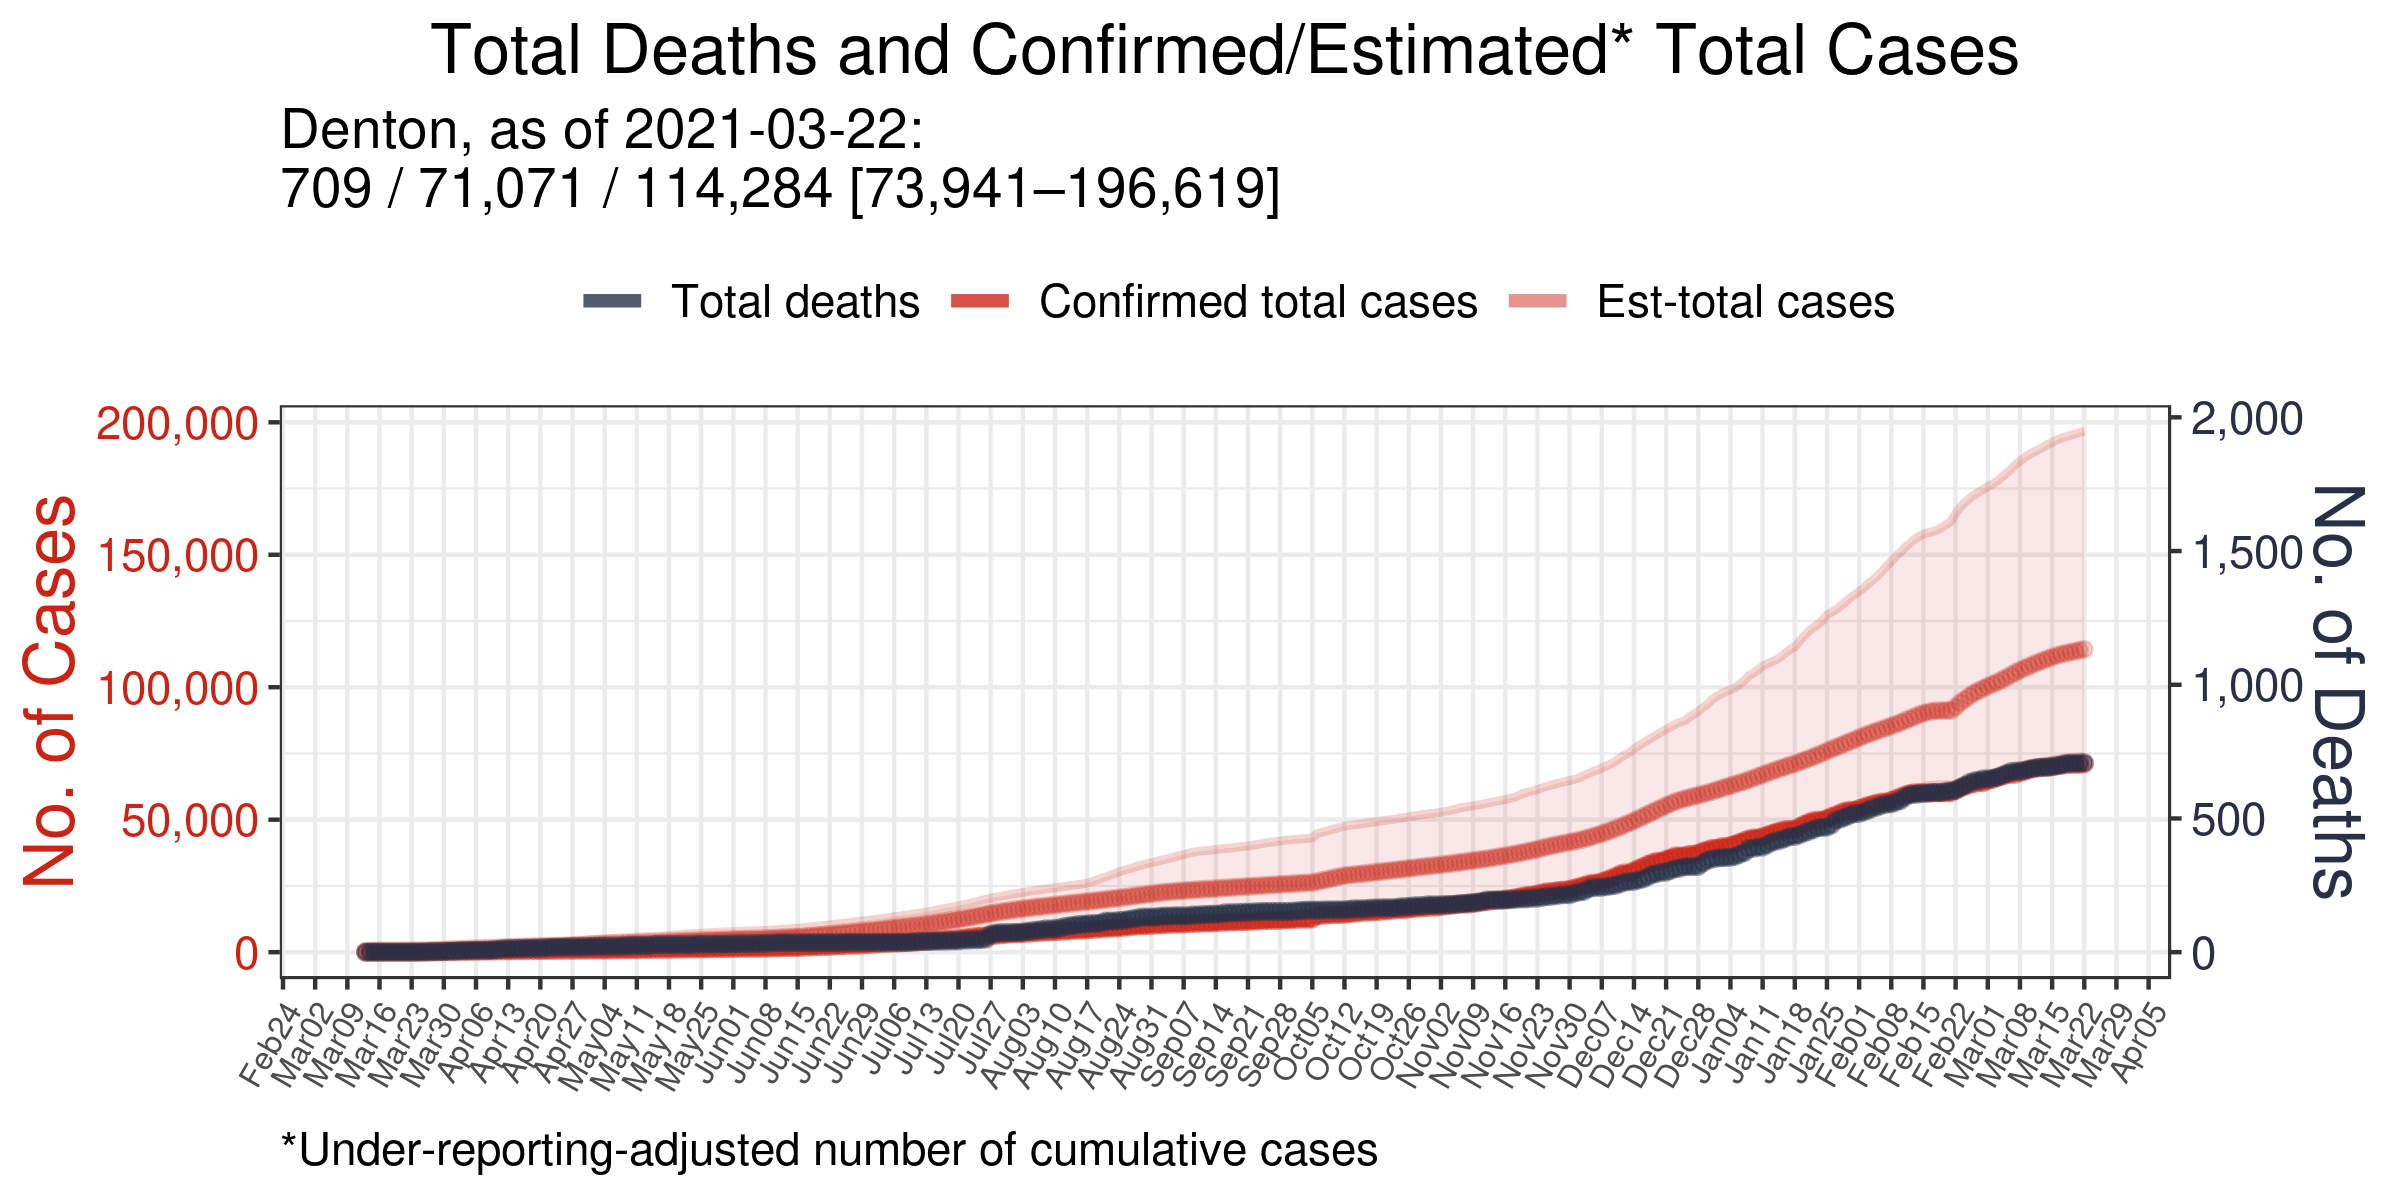 Total Deaths and Confirmed/Estimated* Total Cases
Denton, as of 2021-03-22:
709 / 71,071 / 114,284 [73,941–196,619]
Total deaths Confirmed total cases Est-total cases
No. of Cases
200,000
150,000
100,000
50,000
0
2,000
1,500
1,000
500
0
No. of Deaths
Feb24 Mar02 Mar09 Mar16 Mar23 Mar30 Apr06 Apr13 Apr20 Apr27 May04 May11 May18 May25 Jun01 Jun08 Jun15 Jun22 Jun29 Jul06 Jul13 Jul20 Jul27 Aug03 Aug10 Aug17 Aug24 Aug31 Sep07 Sep14 Sep21 Sep28 Oct05 Oct12 Oct19 Oct26 Nov02 Nov09 Nov16 Nov23 Nov30 Dec07 Dec14 Dec21 Dec28 Jan04 Jan11 Jan18 Jan25 Feb01 Feb08 Feb15 Feb22 Mar01 Mar08 Mar15 Mar22 Mar29 Apr05
*Under-reporting-adjusted number of cumulative cases